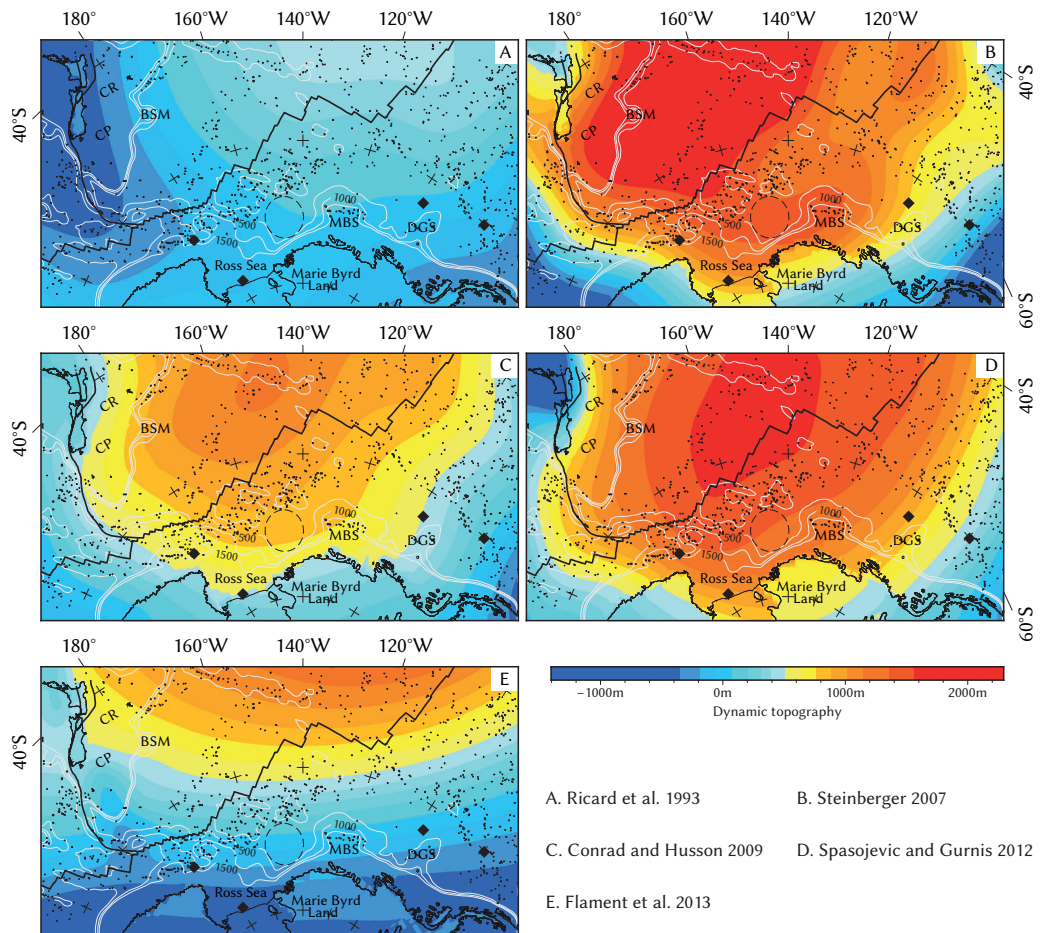 180° 160°W 140°W 120°W 180° 160°W 140°W 120°W
A
CR
CP
BSM
40°S
1000
500
1500
MBS
DGS
Ross Sea
Marie Byrd
Land
B
CR
CP
BSM
40°S
1000
500
1500
MBS
DGS
Ross Sea
Marie Byrd
Land
60°S
180° 160°W 140°W 120°W 180° 160°W 140°W 120°W
C
CR
CP
BSM
40°S
1000
500
1500
MBS
DGS
Ross Sea
Marie Byrd
Land
D
CR
CP
BSM
40°S
1000
500
1500
MBS
DGS
Ross Sea
Marie Byrd
Land
60°S
180° 160°W 140°W 120°W
E
CR
CP
BSM
40°S
1000
500
1500
MBS
DGS
Ross Sea
Marie Byrd
Land
−1000m 0m 1000m 2000m
Dynamic topography
A. Ricard et al. 1993 B. Steinberger 2007
C. Conrad and Husson 2009 D. Spasojevic and Gurnis 2012
E. Flament et al. 2013